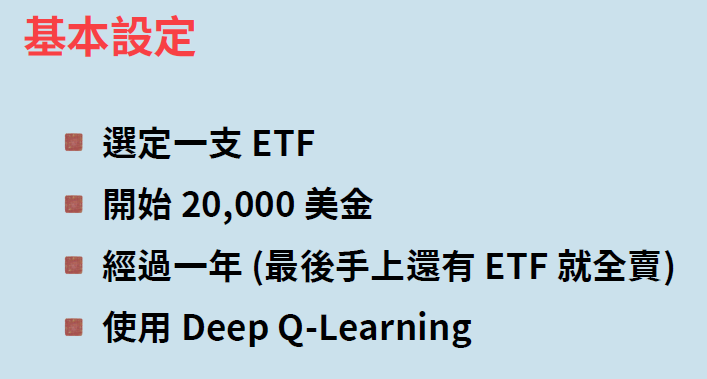 基本設定
選定一支 ETF
開始 20,000 美金
經過一年 (最後手上還有 ETF 就全賣)
使用 Deep Q-Learning